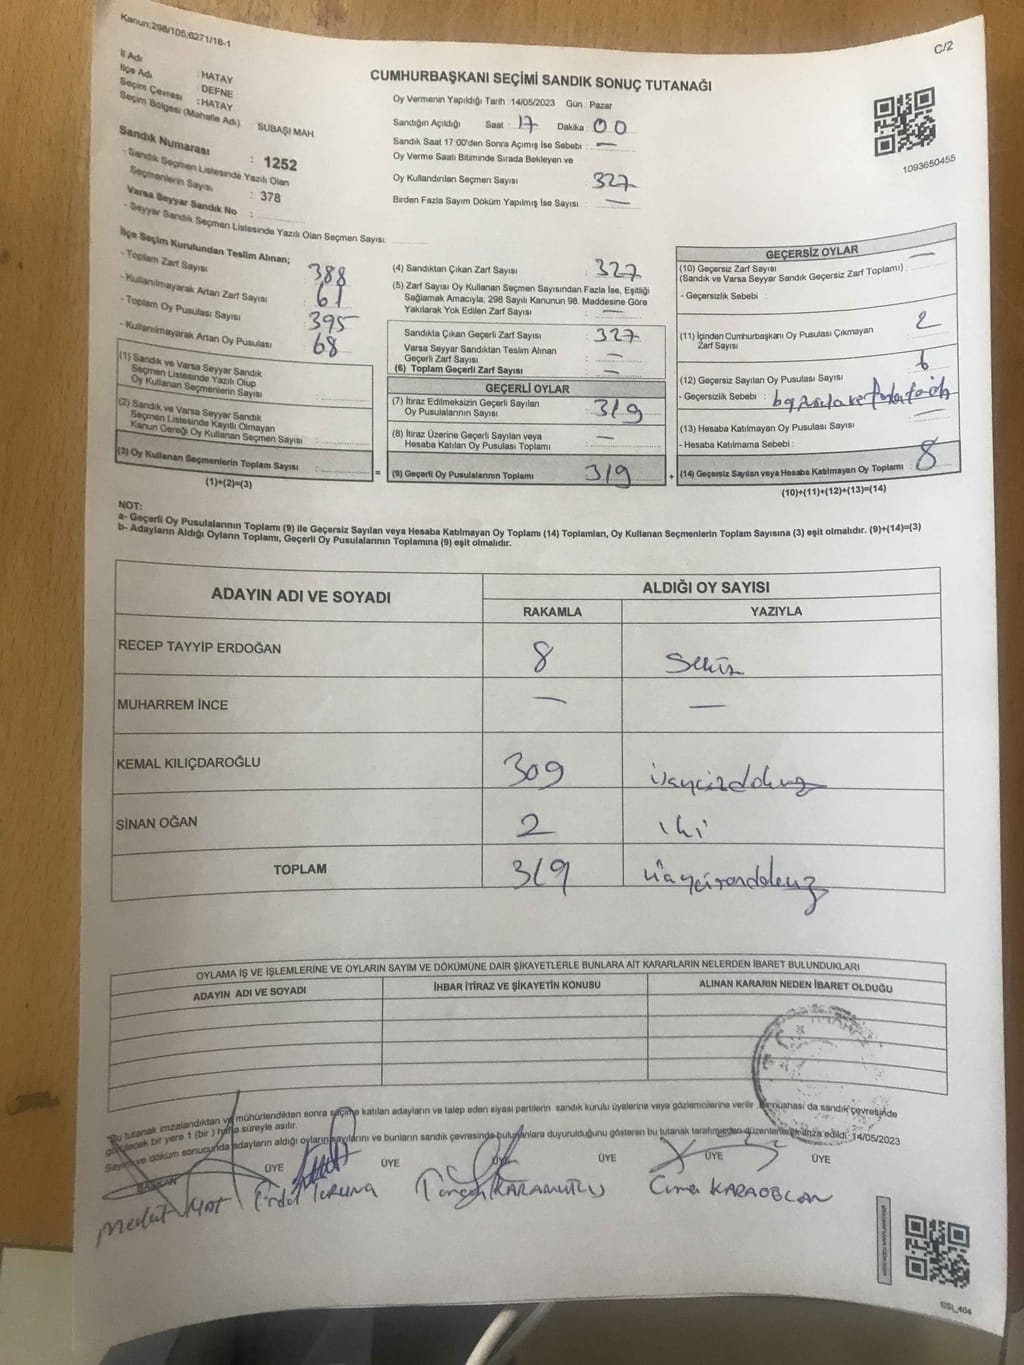 Kanun:298/105,6271/18-1
C/2
İl Adı : HATAY
İlçe Adı : DEFNE
Seçim Çevresi : HATAY
Seçim Bölgesi (Mahalle Adı) SUBAŞI MAH.
Sandık Numarası : 1252
- Sandık Seçmen Listesinde Yazılı Olan
Seçmenlerin Sayısı : 378
Varsa Seyyar Sandık No :
- Seyyar Sandık Seçmen Listesinde Yazılı Olan Seçmen Sayısı
CUMHURBAŞKANI SEÇİMİ SANDIK SONUÇ TUTANAĞI
Oy Vermenin Yapıldığı Tarih : 14/05/2023 Gün : Pazar
Sandığın Açıldığı Saat : 17 Dakika 00
Sandık Saat 17:00'den Sonra Açımış İse Sebebi : —
Oy Verme Saati Bitiminde Sırada Bekleyen ve
Oy Kullandırılan Seçmen Sayısı 327
Birden Fazla Sayım Döküm Yapılmış İse Sayısı : —
1093650455
İlçe Seçim Kurulundan Teslim Alınan;
- Toplam Zarf Sayısı 388
- Kullanılmayarak Artan Zarf Sayısı 61
- Toplam Oy Pusulası Sayısı 395
- Kullanılmayarak Artan Oy Pusulası 68
(1) Sandık ve Varsa Seyyar Sandık
Seçmen Listesinde Yazılı Olup
Oy Kullanan Seçmenlerin Sayısı :
(2) Sandık ve Varsa Seyyar Sandık
Seçmen Listesinde Kayıtlı Olmayan
Kanun Gereği Oy Kullanan Seçmen Sayısı :
(3) Oy Kullanan Seçmenlerin Toplam Sayısı :
(1)+(2)=(3)
=
(4) Sandıktan Çıkan Zarf Sayısı 327
(5) Zarf Sayısı Oy Kullanan Seçmen Sayısından Fazla İse, Eşitliği
Sağlamak Amacıyla; 298 Sayılı Kanunun 98. Maddesine Göre
Yakılarak Yok Edilen Zarf Sayısı : —
Sandıkta Çıkan Geçerli Zarf Sayısı 327
Varsa Seyyar Sandıktan Teslim Alınan
Geçerli Zarf Sayısı —
(6) Toplam Geçerli Zarf Sayısı —
GEÇERLİ OYLAR
(7) İtiraz Edilmeksizin Geçerli Sayılan
Oy Pusulalarının Sayısı : 319
(8) İtiraz Üzerine Geçerli Sayılan veya
Hesaba Katılan Oy Pusulası Toplamı —
(9) Geçerli Oy Pusulalarının Toplamı 319
+
GEÇERSİZ OYLAR
(10) Geçersiz Zarf Sayısı —
(Sandık ve Varsa Seyyar Sandık Geçersiz Zarf Toplamı) :
- Geçersizlik Sebebi :
(11) İçinden Cumhurbaşkanı Oy Pusulası Çıkmayan
Zarf Sayısı 2
(12) Geçersiz Sayılan Oy Pusulası Sayısı 6
- Geçersizlik Sebebi :
(13) Hesaba Katılmayan Oy Pusulası Sayısı —
- Hesaba Katılmama Sebebi :
(14) Geçersiz Sayılan veya Hesaba Katılmayan Oy Toplamı : 8
(10)+(11)+(12)+(13)=(14)
NOT:
a- Geçerli Oy Pusulalarının Toplamı (9) ile Geçersiz Sayılan veya Hesaba Katılmayan Oy Toplamı (14) Toplamları, Oy Kullanan Seçmenlerin Toplam Sayısına (3) eşit olmalıdır. (9)+(14)=(3)
b- Adayların Aldığı Oyların Toplamı, Geçerli Oy Pusulalarının Toplamına (9) eşit olmalıdır.
ADAYIN ADI VE SOYADI ALDIĞI OY SAYISI
RAKAMLA YAZIYLA
RECEP TAYYİP ERDOĞAN 8 Sekiz
MUHARREM İNCE — —
KEMAL KILIÇDAROĞLU 309 üçyüzdokuz
SİNAN OĞAN 2 iki
TOPLAM 319 üçyüzondokuz
OYLAMA İŞ VE İŞLEMLERİNE VE OYLARIN SAYIM VE DÖKÜMÜNE DAİR ŞİKAYETLERLE BUNLARA AİT KARARLARIN NELERDEN İBARET BULUNDUKLARI
ADAYIN ADI VE SOYADI İHBAR İTİRAZ VE ŞİKAYETİN KONUSU ALINAN KARARIN NEDEN İBARET OLDUĞU
"Bu tutanak imzalandıktan ve mühürlendikten sonra seçime katılan adayların ve talep eden siyasi partilerin sandık kurulu üyelerine veya gözlemcilerine verilir. Bir nüshası da sandık çevresinde
görülecek bir yere 1 (bir) hafta süreyle asılır.
Sayım ve döküm sonucunda adayların aldığı oyların sayılarını ve bunların sandık çevresinde bulunanlara duyurulduğunu gösteren bu tutanak tarafımızdan düzenlenerek imza edildi. 14/05/2023
BAŞKAN ÜYE ÜYE ÜYE ÜYE ÜYE ÜYE
Erdal TURUNÇ KARAMUTLU KARAOĞLAN
SSL_404